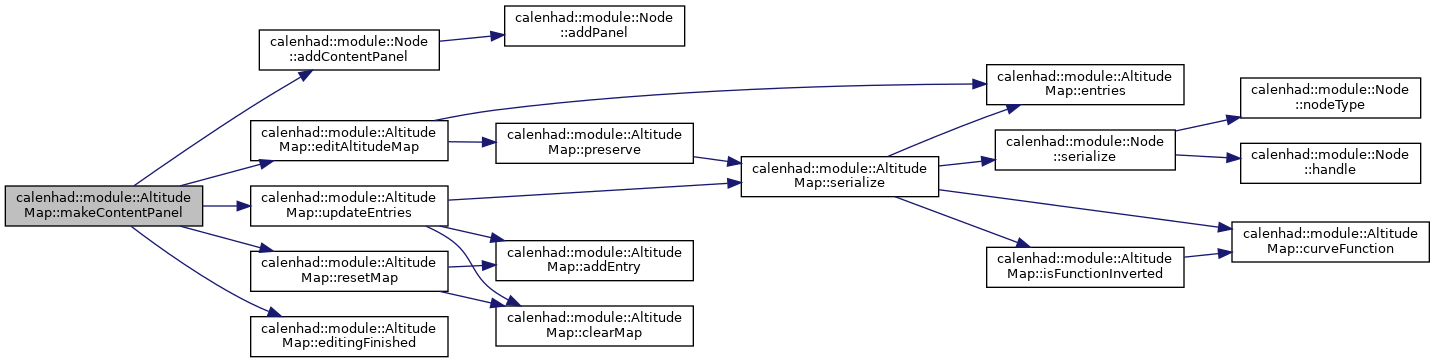 calenhad::module::Altitude
Map::makeContentPanel
calenhad::module::Node
::addContentPanel
calenhad::module::Node
::addPanel
calenhad::module::Altitude
Map::editAltitudeMap
calenhad::module::Altitude
Map::preserve
calenhad::module::Altitude
Map::updateEntries
calenhad::module::Altitude
Map::resetMap
calenhad::module::Altitude
Map::editingFinished
calenhad::module::Altitude
Map::addEntry
calenhad::module::Altitude
Map::clearMap
calenhad::module::Altitude
Map::serialize
calenhad::module::Altitude
Map::entries
calenhad::module::Node
::serialize
calenhad::module::Altitude
Map::isFunctionInverted
calenhad::module::Node
::nodeType
calenhad::module::Node
::handle
calenhad::module::Altitude
Map::curveFunction